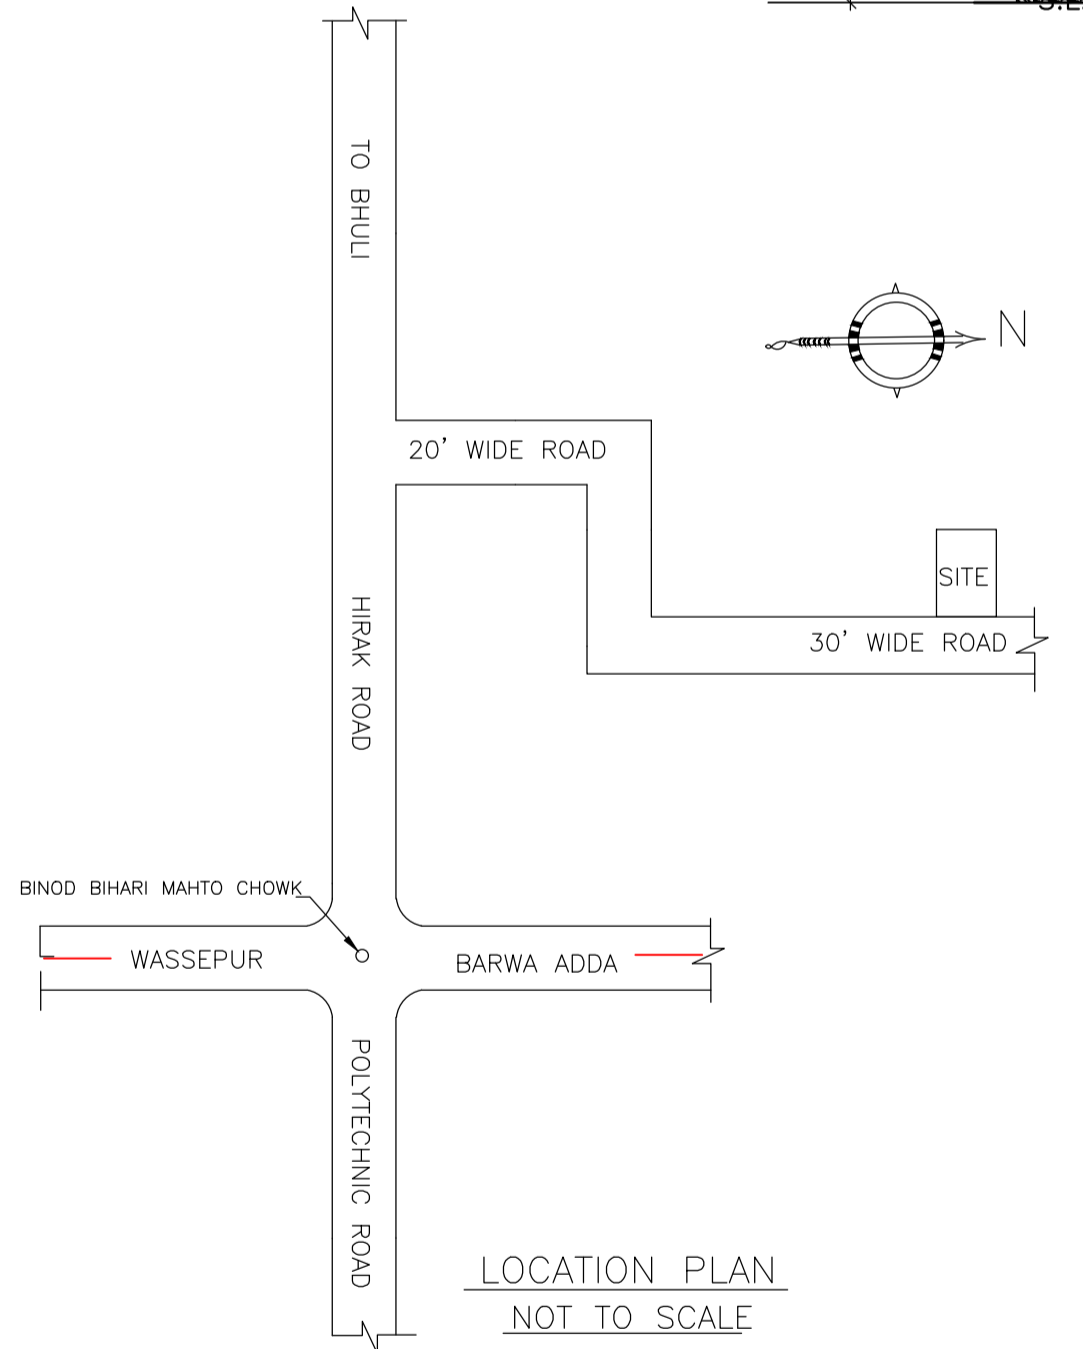 TO BHULI
N
20' WIDE ROAD
SITE
30' WIDE ROAD
HIRAK ROAD
BINOD BIHARI MAHTO CHOWK
WASSEPUR
BARWA ADDA
POLYTECHNIC ROAD
LOCATION PLAN
NOT TO SCALE